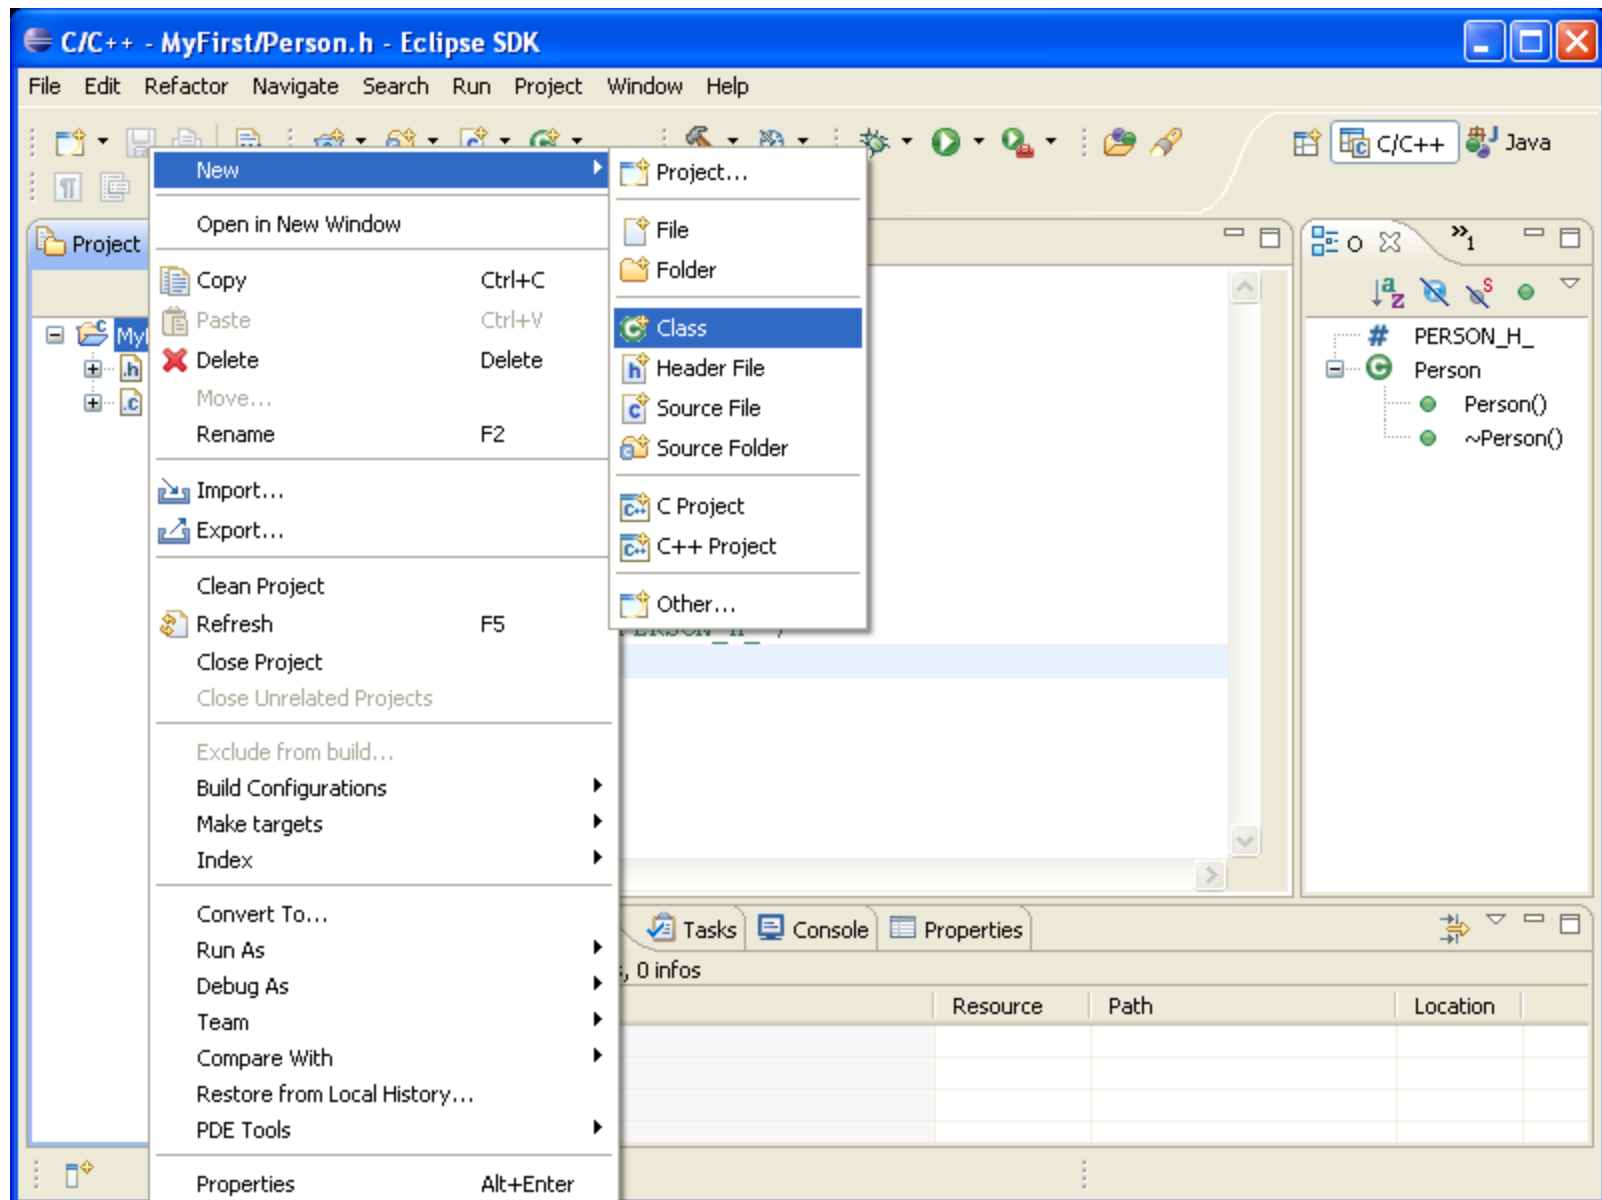 C/C++ - MyFirst/Person.h - Eclipse SDK
File Edit Refactor Navigate Search Run Project Window Help
C/C++ Java
Project
New
Open in New Window
Copy Ctrl+C
Paste Ctrl+V
Delete Delete
Move...
Rename F2
Import...
Export...
Clean Project
Refresh F5
Close Project
Close Unrelated Projects
Exclude from build...
Build Configurations
Make targets
Index
Convert To...
Run As
Debug As
Team
Compare With
Restore from Local History...
PDE Tools
Properties Alt+Enter
Project...
File
Folder
Class
Header File
Source File
Source Folder
C Project
C++ Project
Other...
O
PERSON_H_
Person
Person()
~Person()
Tasks Console Properties
, 0 infos
Resource Path Location